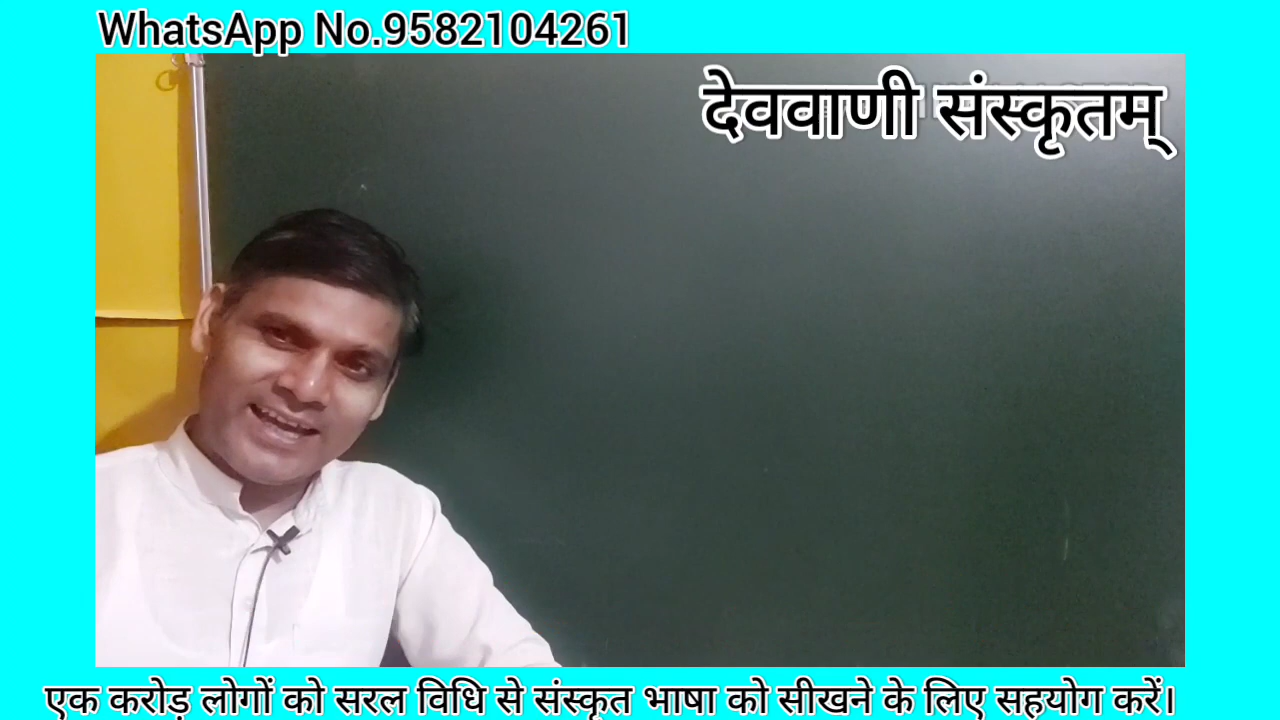 WhatsApp No.9582104261
देववाणी संस्कृतम्
एक करोड़ लोगों को सरल विधि से संस्कृत भाषा को सीखने के लिए सहयोग करें।